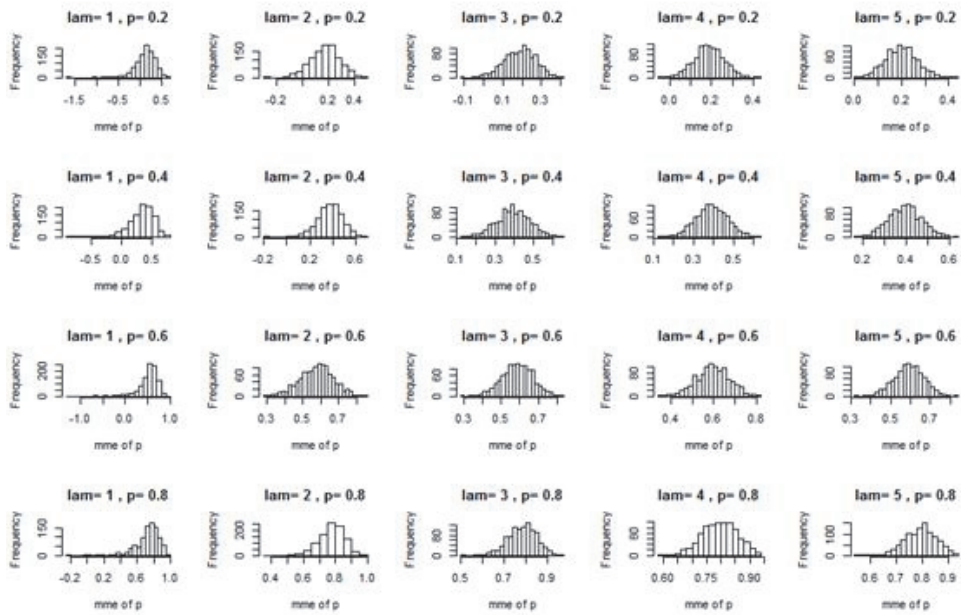 lam= 1 , p= 0.2 lam= 2 , p= 0.2 lam= 3 , p= 0.2 lam= 4 , p= 0.2 lam= 5 , p= 0.2
Frequency 0 150 Frequency 0 150 Frequency 0 80 Frequency 0 80 Frequency 0 80
-1.5 -0.5 0.5 -0.2 0.2 0.4 -0.1 0.1 0.3 0.0 0.2 0.4 0.0 0.2 0.4
mme of p mme of p mme of p mme of p mme of p
lam= 1 , p= 0.4 lam= 2 , p= 0.4 lam= 3 , p= 0.4 lam= 4 , p= 0.4 lam= 5 , p= 0.4
Frequency 0 150 Frequency 0 150 Frequency 0 80 Frequency 0 60 Frequency 0 80
-0.5 0.0 0.5 -0.2 0.2 0.6 0.1 0.3 0.5 0.1 0.3 0.5 0.2 0.4 0.6
mme of p mme of p mme of p mme of p mme of p
lam= 1 , p= 0.6 lam= 2 , p= 0.6 lam= 3 , p= 0.6 lam= 4 , p= 0.6 lam= 5 , p= 0.6
Frequency 0 200 Frequency 0 60 Frequency 0 80 Frequency 0 80 Frequency 0 80
-1.0 0.0 1.0 0.3 0.5 0.7 0.3 0.5 0.7 0.4 0.6 0.8 0.3 0.5 0.7
mme of p mme of p mme of p mme of p mme of p
lam= 1 , p= 0.8 lam= 2 , p= 0.8 lam= 3 , p= 0.8 lam= 4 , p= 0.8 lam= 5 , p= 0.8
Frequency 0 150 Frequency 0 200 Frequency 0 80 Frequency 0 80 Frequency 0 100
-0.2 0.2 0.6 1.0 0.4 0.6 0.8 1.0 0.5 0.7 0.9 0.60 0.75 0.90 0.6 0.8 0.9
mme of p mme of p mme of p mme of p mme of p